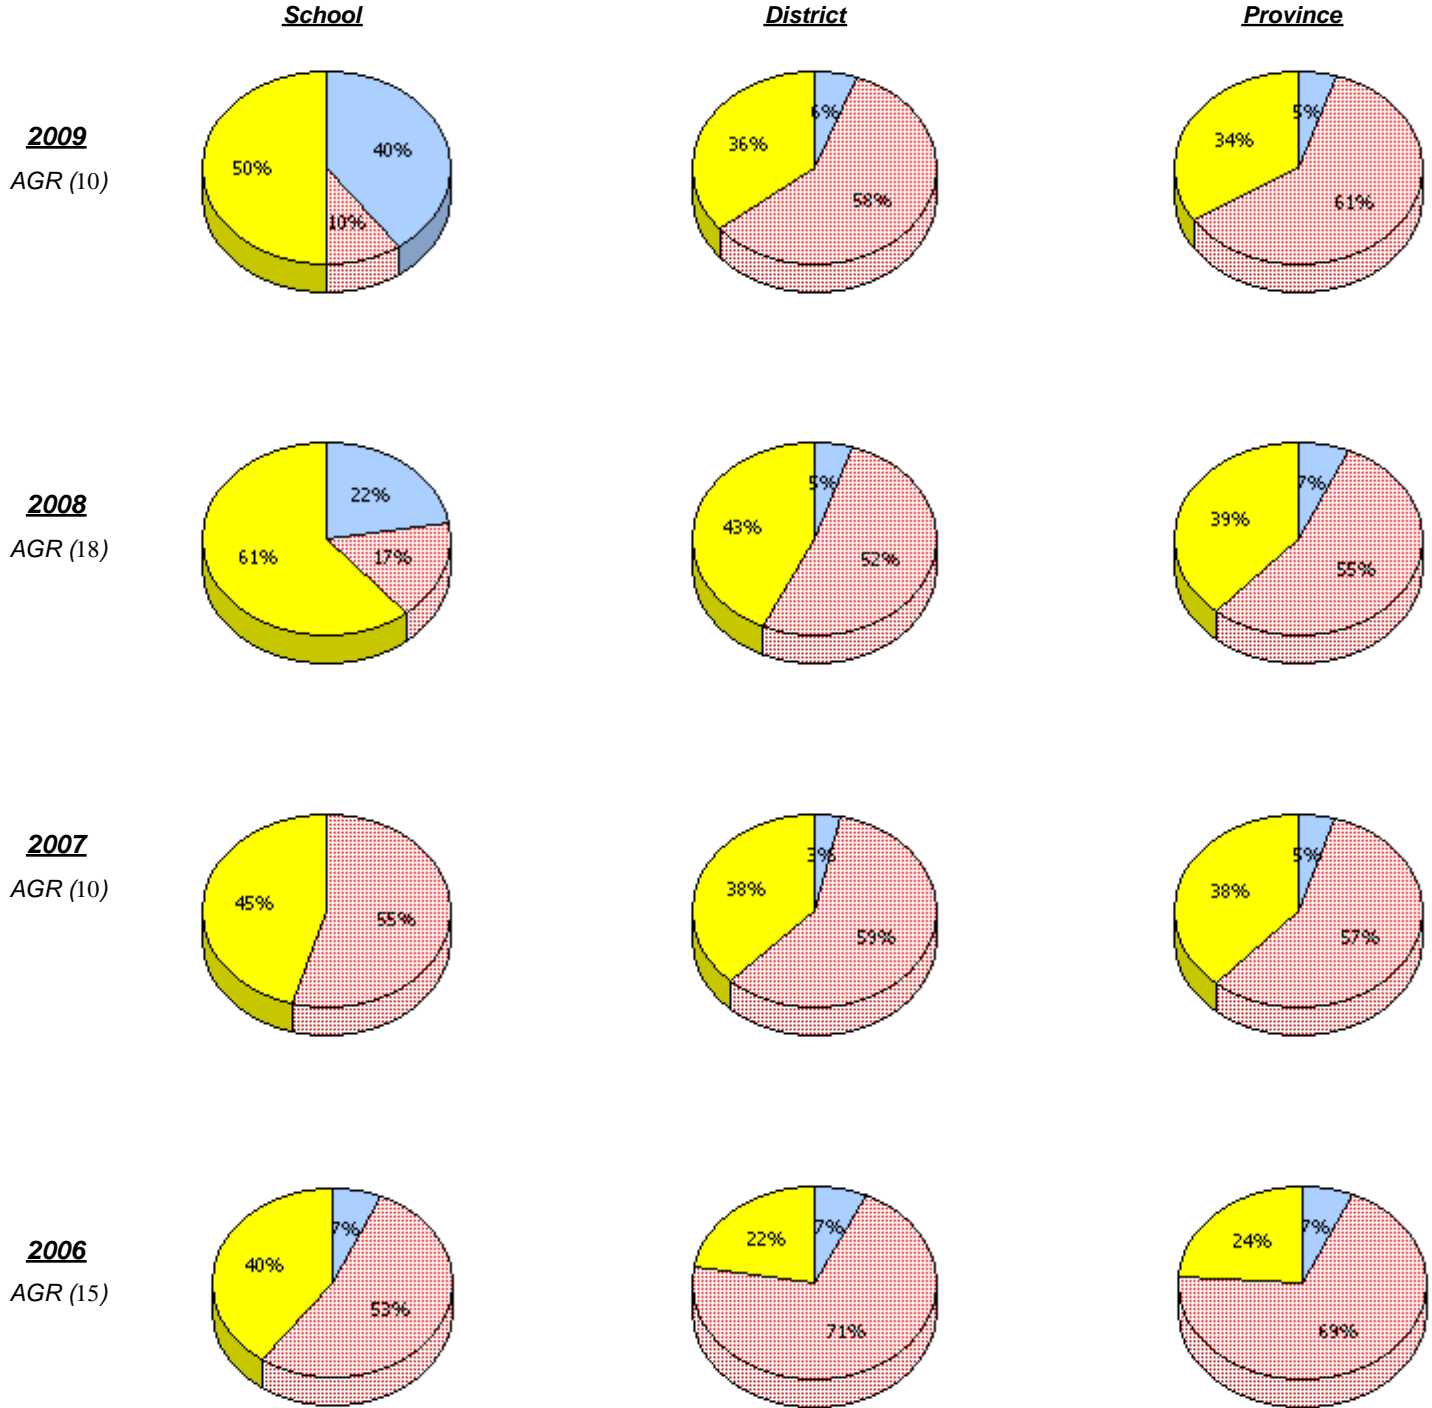 School District Province
2009
AGR (10)
50% 40% 10%
36% 6% 58%
34% 5% 61%
2008
AGR (18)
61% 22% 17%
43% 5% 52%
39% 7% 55%
2007
AGR (10)
45% 55%
38% 3% 59%
38% 5% 57%
2006
AGR (15)
40% 7% 53%
22% 7% 71%
24% 7% 69%